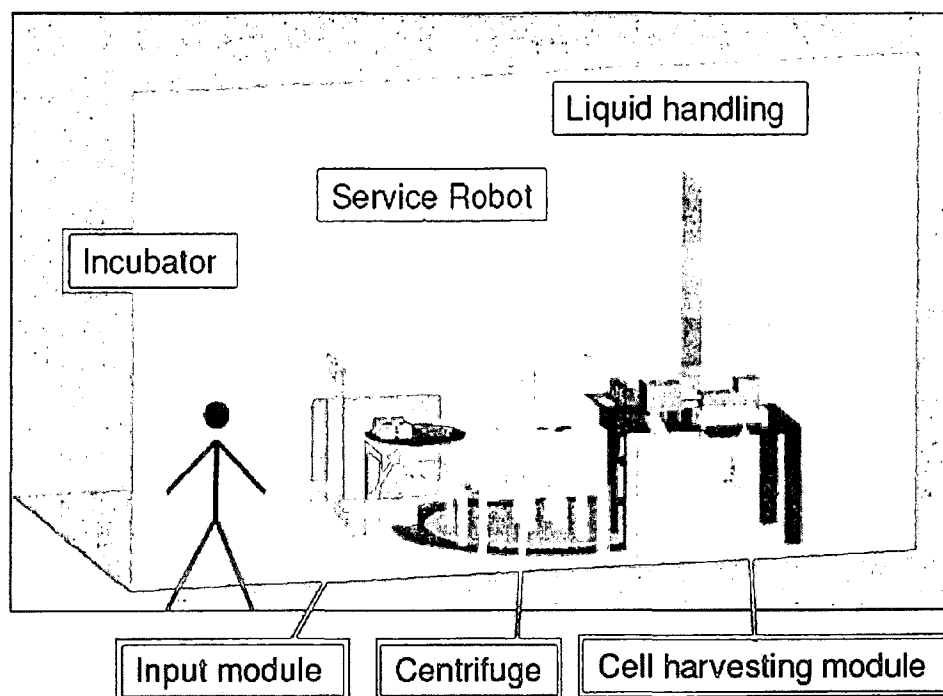 Liquid handling
Service Robot
Incubator
Input module
Centrifuge
Cell harvesting module